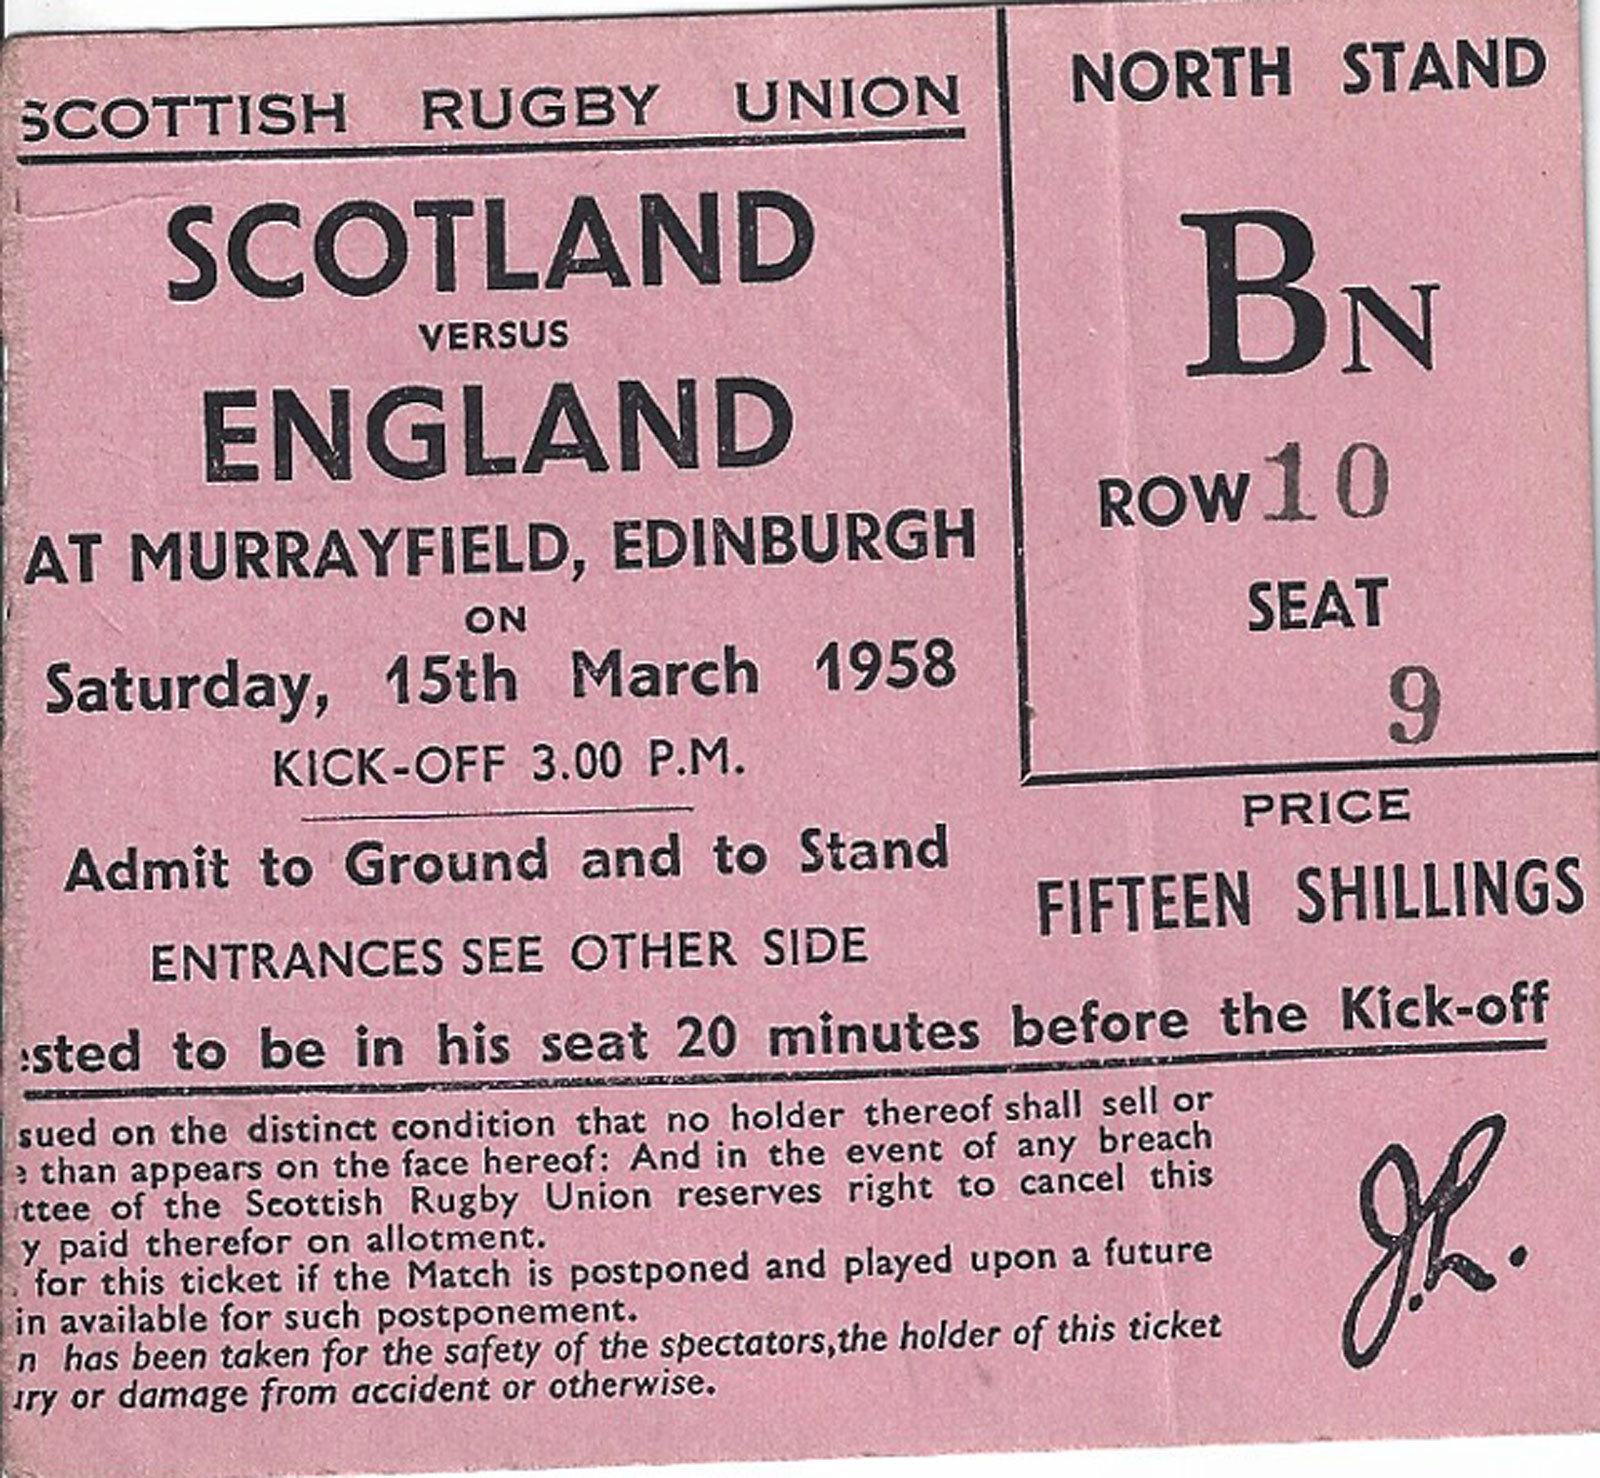 SCOTTISH RUGBY UNION
SCOTLAND
VERSUS
ENGLAND
AT MURRAYFIELD, EDINBURGH
ON
Saturday, 15th March 1958
KICK-OFF 3.00 P.M.
Admit to Ground and to Stand
ENTRANCES SEE OTHER SIDE
NORTH STAND
BN
ROW 10
SEAT
9
PRICE
FIFTEEN SHILLINGS
sted to be in his seat 20 minutes before the Kick-off
sued on the distinct condition that no holder thereof shall sell or
than appears on the face hereof: And in the event of any breach
ttee of the Scottish Rugby Union reserves right to cancel this
y paid therefor on allotment.
for this ticket if the Match is postponed and played upon a future
in available for such postponement.
n has been taken for the safety of the spectators, the holder of this ticket
ury or damage from accident or otherwise.